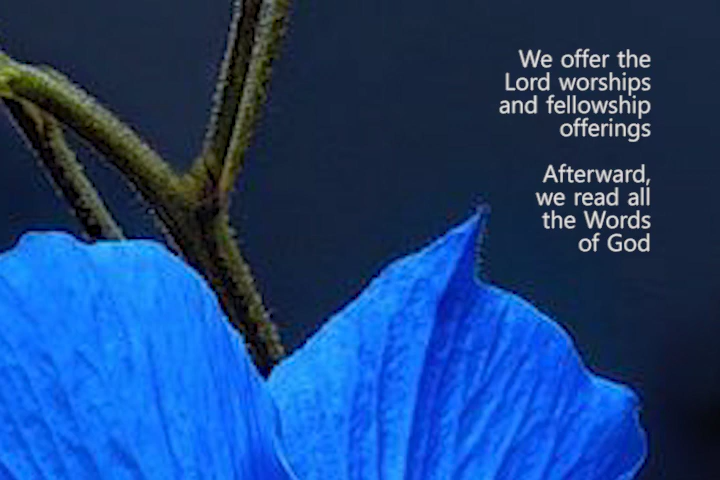 We offer the
Lord worships
and fellowship
offerings
Afterward,
we read all
the Words
of God